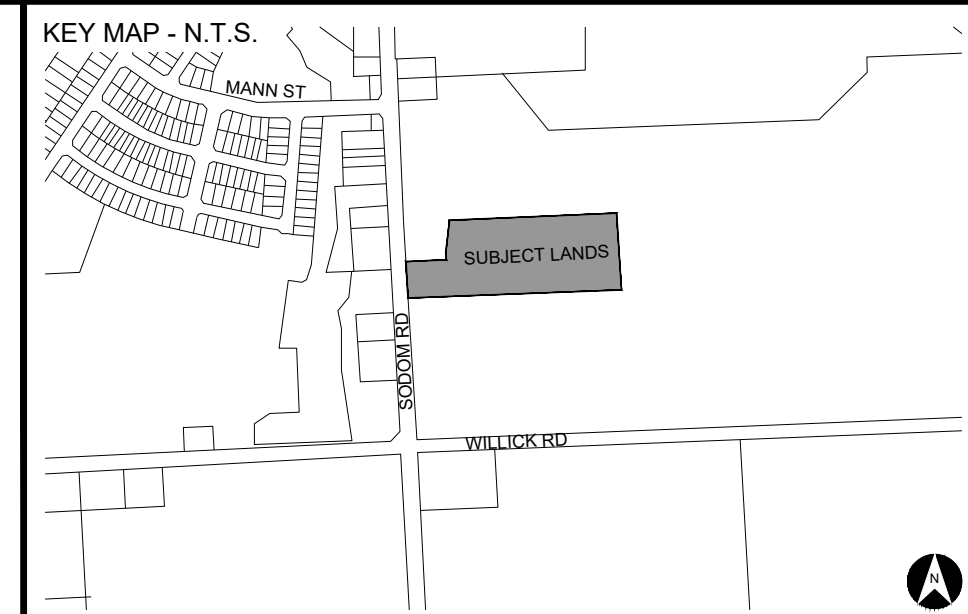 KEY MAP - N.T.S.
MANN ST
SUBJECT LANDS
SODOM RD
WILLICK RD
N